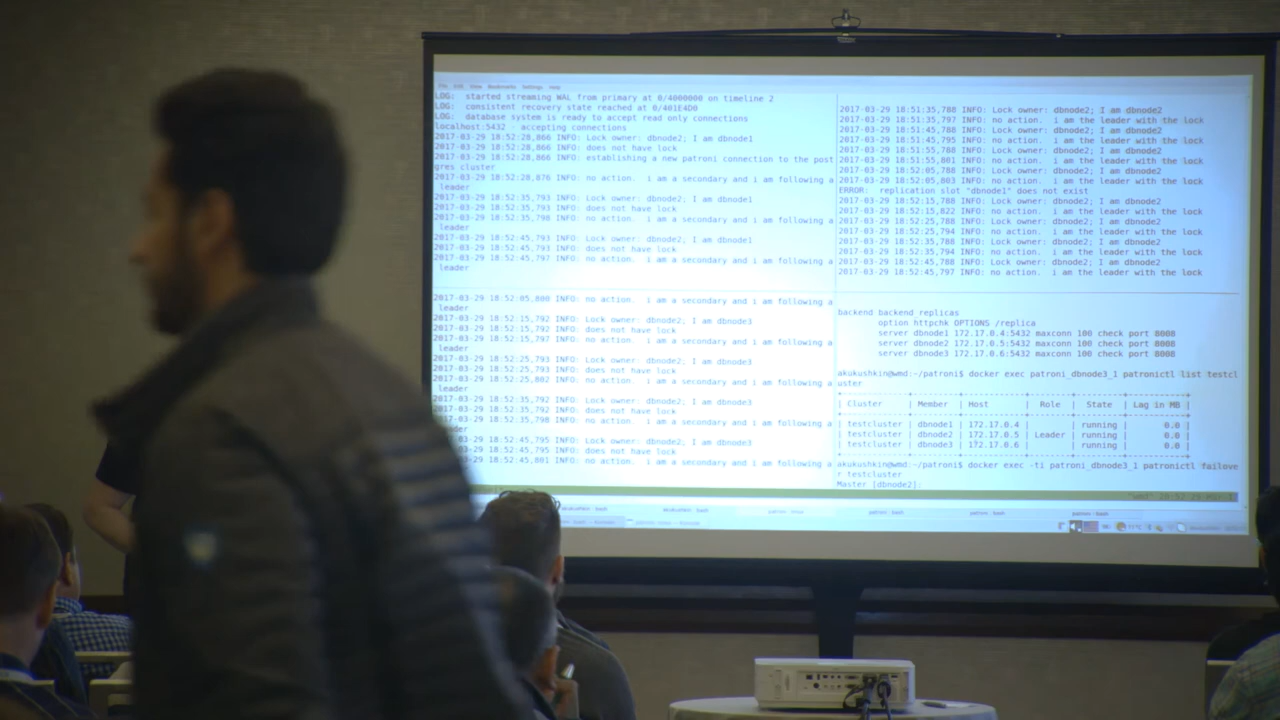 File Edit View Bookmarks Settings Help
LOG: started streaming WAL from primary at 0/4000000 on timeline 2
LOG: consistent recovery state reached at 0/401E4D0
LOG: database system is ready to accept read only connections
localhost:5432 - accepting connections
2017-03-29 18:52:28,866 INFO: Lock owner: dbnode2; I am dbnode1
2017-03-29 18:52:28,866 INFO: does not have lock
2017-03-29 18:52:28,866 INFO: establishing a new patroni connection to the post
gres cluster
2017-03-29 18:52:28,876 INFO: no action. i am a secondary and i am following a
leader
2017-03-29 18:52:35,793 INFO: Lock owner: dbnode2; I am dbnode1
2017-03-29 18:52:35,793 INFO: does not have lock
2017-03-29 18:52:35,798 INFO: no action. i am a secondary and i am following a
leader
2017-03-29 18:52:45,793 INFO: Lock owner: dbnode2; I am dbnode1
2017-03-29 18:52:45,793 INFO: does not have lock
2017-03-29 18:52:45,797 INFO: no action. i am a secondary and i am following a
leader
2017-03-29 18:51:35,788 INFO: Lock owner: dbnode2; I am dbnode2
2017-03-29 18:51:35,797 INFO: no action. i am the leader with the lock
2017-03-29 18:51:45,788 INFO: Lock owner: dbnode2; I am dbnode2
2017-03-29 18:51:45,795 INFO: no action. i am the leader with the lock
2017-03-29 18:51:55,788 INFO: Lock owner: dbnode2; I am dbnode2
2017-03-29 18:51:55,801 INFO: no action. i am the leader with the lock
2017-03-29 18:52:05,788 INFO: Lock owner: dbnode2; I am dbnode2
2017-03-29 18:52:05,803 INFO: no action. i am the leader with the lock
ERROR: replication slot "dbnode1" does not exist
2017-03-29 18:52:15,788 INFO: Lock owner: dbnode2; I am dbnode2
2017-03-29 18:52:15,822 INFO: no action. i am the leader with the lock
2017-03-29 18:52:25,788 INFO: Lock owner: dbnode2; I am dbnode2
2017-03-29 18:52:25,794 INFO: no action. i am the leader with the lock
2017-03-29 18:52:35,788 INFO: Lock owner: dbnode2; I am dbnode2
2017-03-29 18:52:35,794 INFO: no action. i am the leader with the lock
2017-03-29 18:52:45,788 INFO: Lock owner: dbnode2; I am dbnode2
2017-03-29 18:52:45,797 INFO: no action. i am the leader with the lock
2017-03-29 18:52:05,800 INFO: no action. i am a secondary and i am following a
leader
2017-03-29 18:52:15,792 INFO: Lock owner: dbnode2; I am dbnode3
2017-03-29 18:52:15,792 INFO: does not have lock
2017-03-29 18:52:15,797 INFO: no action. i am a secondary and i am following a
leader
2017-03-29 18:52:25,793 INFO: Lock owner: dbnode2; I am dbnode3
2017-03-29 18:52:25,793 INFO: does not have lock
2017-03-29 18:52:25,802 INFO: no action. i am a secondary and i am following a
leader
2017-03-29 18:52:35,792 INFO: Lock owner: dbnode2; I am dbnode3
2017-03-29 18:52:35,792 INFO: does not have lock
2017-03-29 18:52:35,798 INFO: no action. i am a secondary and i am following a
leader
03-29 18:52:45,795 INFO: Lock owner: dbnode2; I am dbnode3
03-29 18:52:45,795 INFO: does not have lock
03-29 18:52:45,801 INFO: no action. i am a secondary and i am following a
backend backend_replicas
option httpchk OPTIONS /replica
server dbnode1 172.17.0.4:5432 maxconn 100 check port 8008
server dbnode2 172.17.0.5:5432 maxconn 100 check port 8008
server dbnode3 172.17.0.6:5432 maxconn 100 check port 8008
akukushkin@wmd:~/patroni$ docker exec patroni_dbnode3_1 patronictl list testcl
uster
| Cluster | Member | Host | Role | State | Lag in MB |
| testcluster | dbnode1 | 172.17.0.4 | | running | 0.0 |
| testcluster | dbnode2 | 172.17.0.5 | Leader | running | 0.0 |
| testcluster | dbnode3 | 172.17.0.6 | | running | 0.0 |
akukushkin@wmd:~/patroni$ docker exec -ti patroni_dbnode3_1 patronictl failove
r testcluster
Master [dbnode2]: